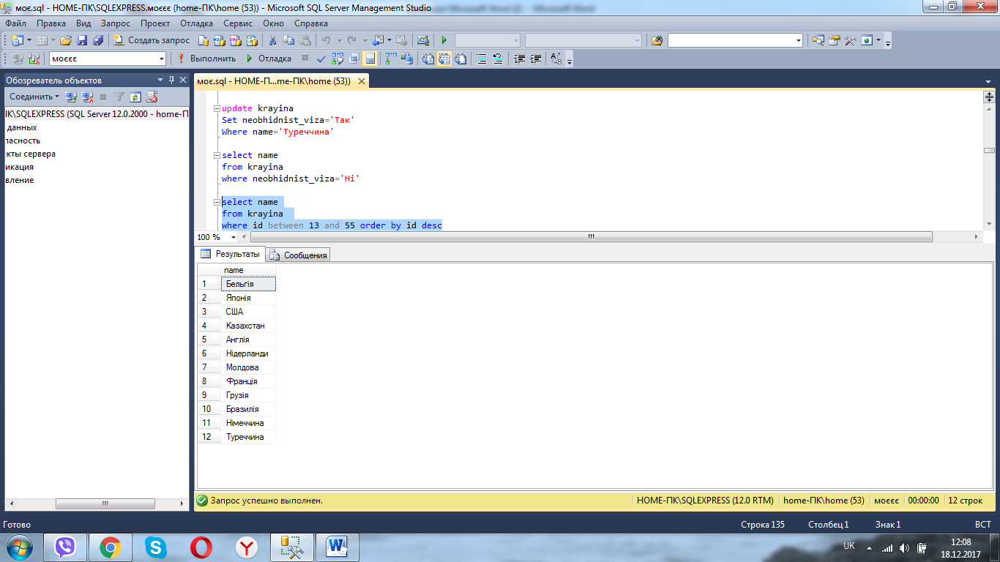 моє.sql - HOME-ПК\SQLEXPRESS.моєєє (home-ПК\home (53)) - Microsoft SQL Server Management Studio
Файл Правка Вид Запрос Проект Отладка Сервис Окно Справка
Создать запрос
моєєє Выполнить Отладка
Обозреватель объектов
моє.sql - HOME-П...me-ПК\home (53))
Соединить
ІК\SQLEXPRESS (SQL Server 12.0.2000 - home-П
данных
пасность
кты сервера
икация
вление
update krayina
Set neobhidnist_viza='Так'
Where name='Туреччина'
select name
from krayina
where neobhidnist_viza='Ні'
select name
from krayina
where id between 13 and 55 order by id desc
100 %
Результаты Сообщения
name
1 Бельгія
2 Японія
3 США
4 Казахстан
5 Англія
6 Нідерланди
7 Молдова
8 Франція
9 Грузія
10 Бразилія
11 Німеччина
12 Туреччина
Запрос успешно выполнен. HOME-ПК\SQLEXPRESS (12.0 RTM) home-ПК\home (53) моєєє 00:00:00 12 строк
Готово Строка 135 Столбец 1 Знак 1 ВСТ
UK 12:08
18.12.2017